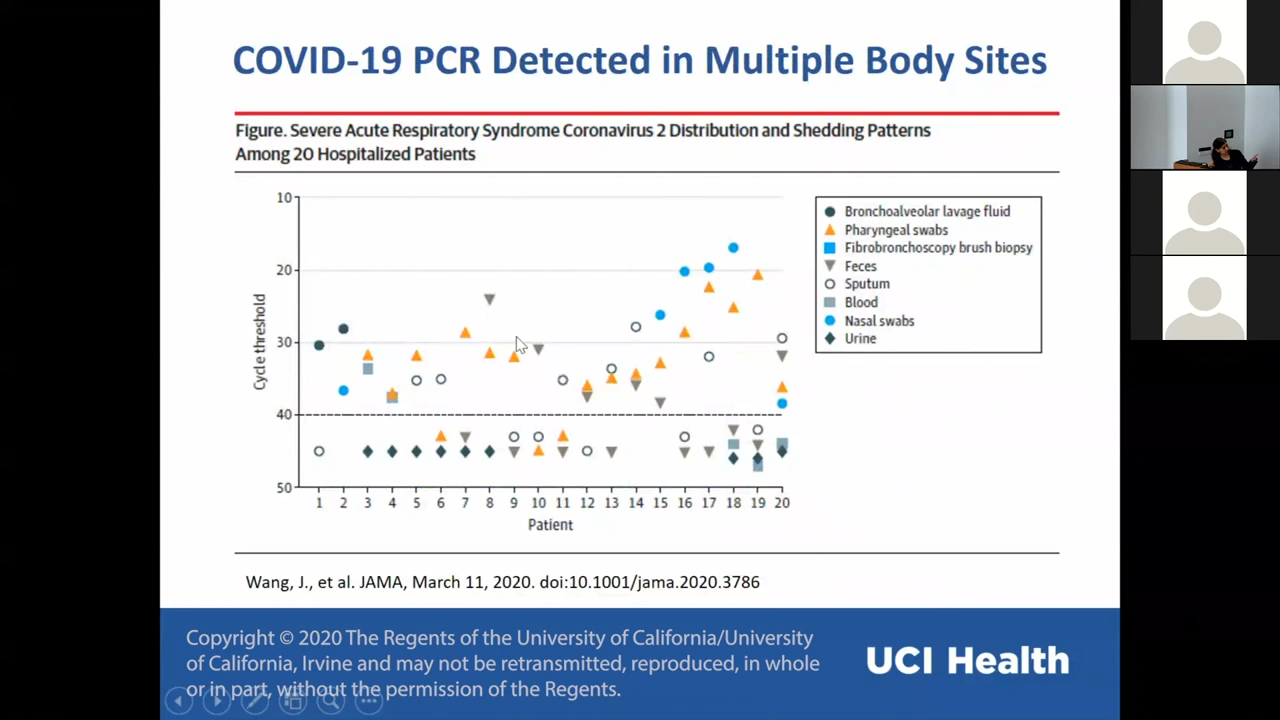 COVID-19 PCR Detected in Multiple Body Sites
Figure. Severe Acute Respiratory Syndrome Coronavirus 2 Distribution and Shedding Patterns
Among 20 Hospitalized Patients
10
20
30
40
50
Cycle threshold
1 2 3 4 5 6 7 8 9 10 11 12 13 14 15 16 17 18 19 20
Patient
Bronchoalveolar lavage fluid
Pharyngeal swabs
Fibrobronchoscopy brush biopsy
Feces
Sputum
Blood
Nasal swabs
Urine
Wang, J., et al. JAMA, March 11, 2020. doi:10.1001/jama.2020.3786
Copyright © 2020 The Regents of the University of California/University
of California, Irvine and may not be retransmitted, reproduced, in whole
or in part, without the permission of the Regents.
UCI Health